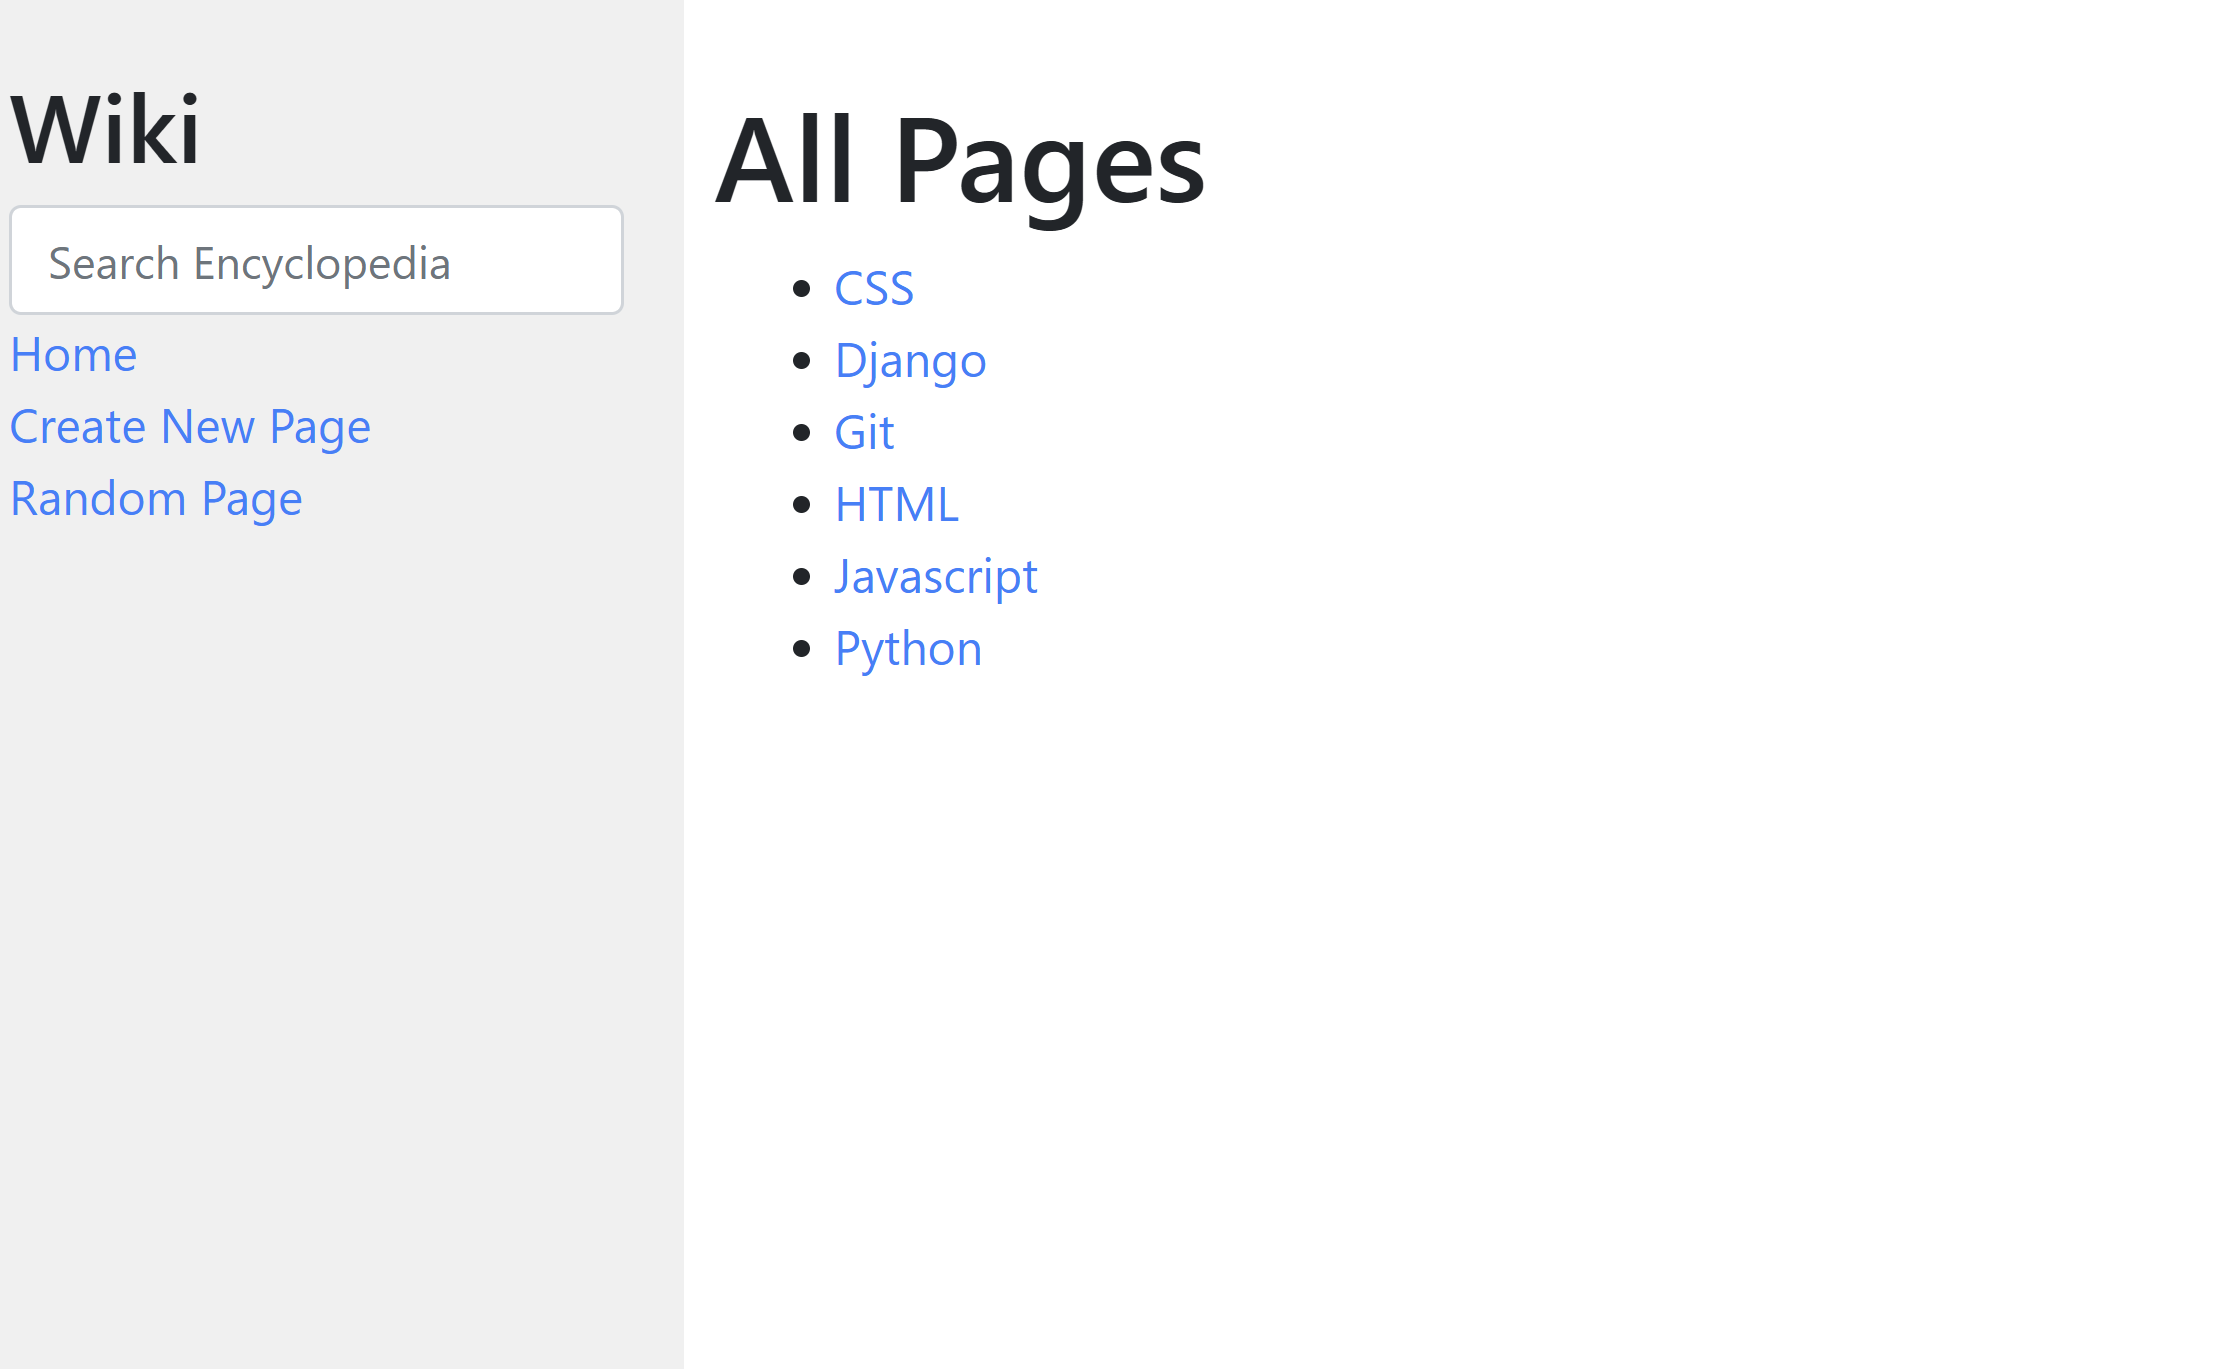 Wiki
Search Encyclopedia
Home
Create New Page
Random Page
All Pages
CSS
Django
Git
HTML
Javascript
Python